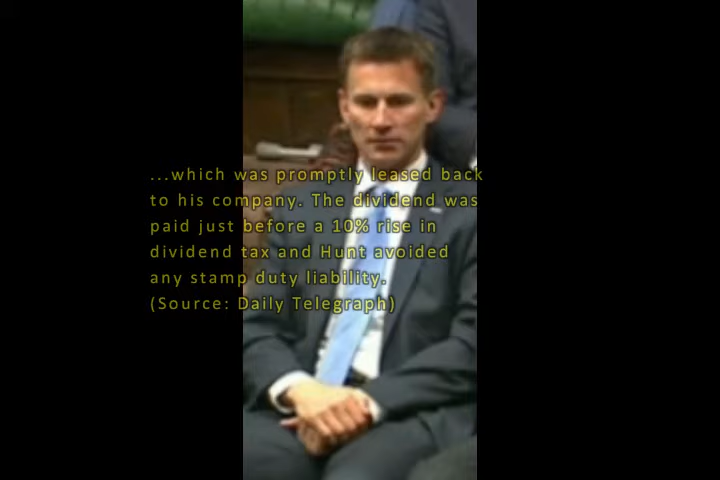 ...which was promptly leased back
to his company. The dividend was
paid just before a 10% rise in
dividend tax and Hunt avoided
any stamp duty liability.
(Source: Daily Telegraph)